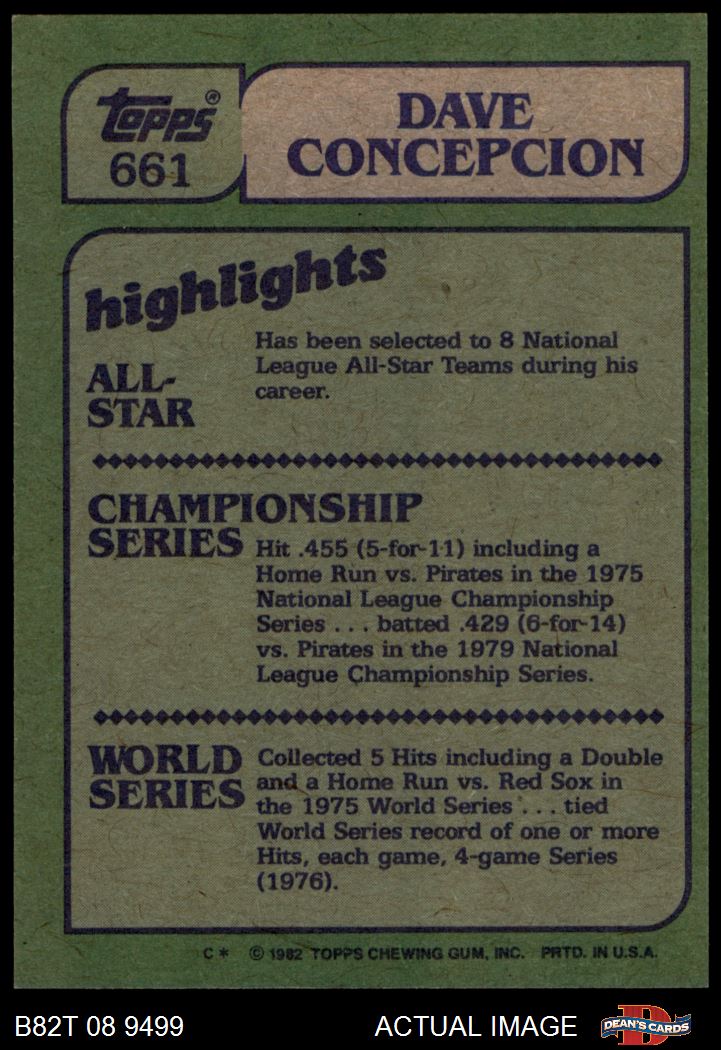 topps®
661
DAVE
CONCEPCION
highlights
ALL-
STAR
Has been selected to 8 National
League All-Star Teams during his
career.
CHAMPIONSHIP
SERIES
Hit .455 (5-for-11) including a
Home Run vs. Pirates in the 1975
National League Championship
Series . . . batted .429 (6-for-14)
vs. Pirates in the 1979 National
League Championship Series.
WORLD
SERIES
Collected 5 Hits including a Double
and a Home Run vs. Red Sox in
the 1975 World Series . . . tied
World Series record of one or more
Hits, each game, 4-game Series
(1976).
C * © 1982 TOPPS CHEWING GUM, INC. PRTD. IN U.S.A.
B82T 08 9499
ACTUAL IMAGE
DEAN'S CARDS